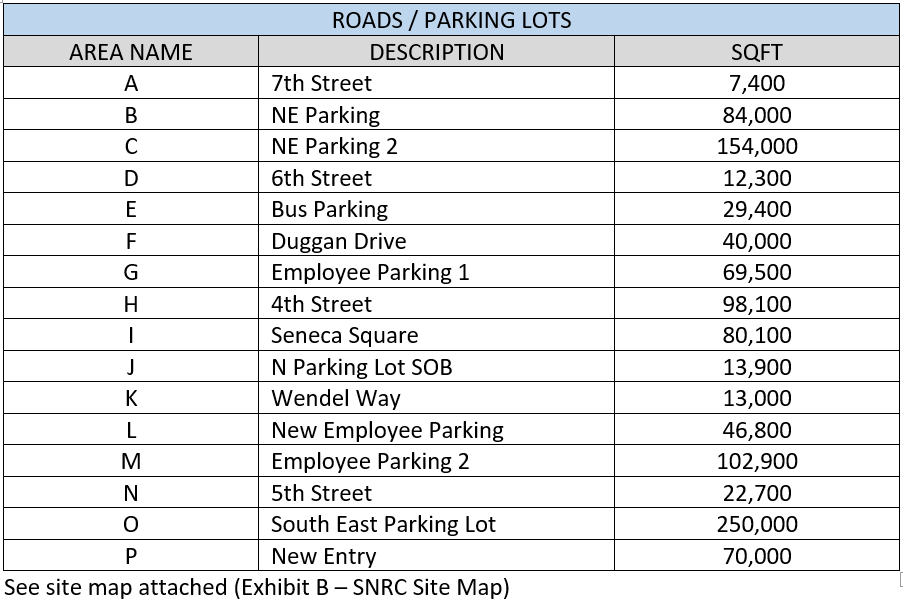 ROADS / PARKING LOTS
AREA NAME DESCRIPTION SQFT
A 7th Street 7,400
B NE Parking 84,000
C NE Parking 2 154,000
D 6th Street 12,300
E Bus Parking 29,400
F Duggan Drive 40,000
G Employee Parking 1 69,500
H 4th Street 98,100
I Seneca Square 80,100
J N Parking Lot SOB 13,900
K Wendel Way 13,000
L New Employee Parking 46,800
M Employee Parking 2 102,900
N 5th Street 22,700
O South East Parking Lot 250,000
P New Entry 70,000
See site map attached (Exhibit B – SNRC Site Map)